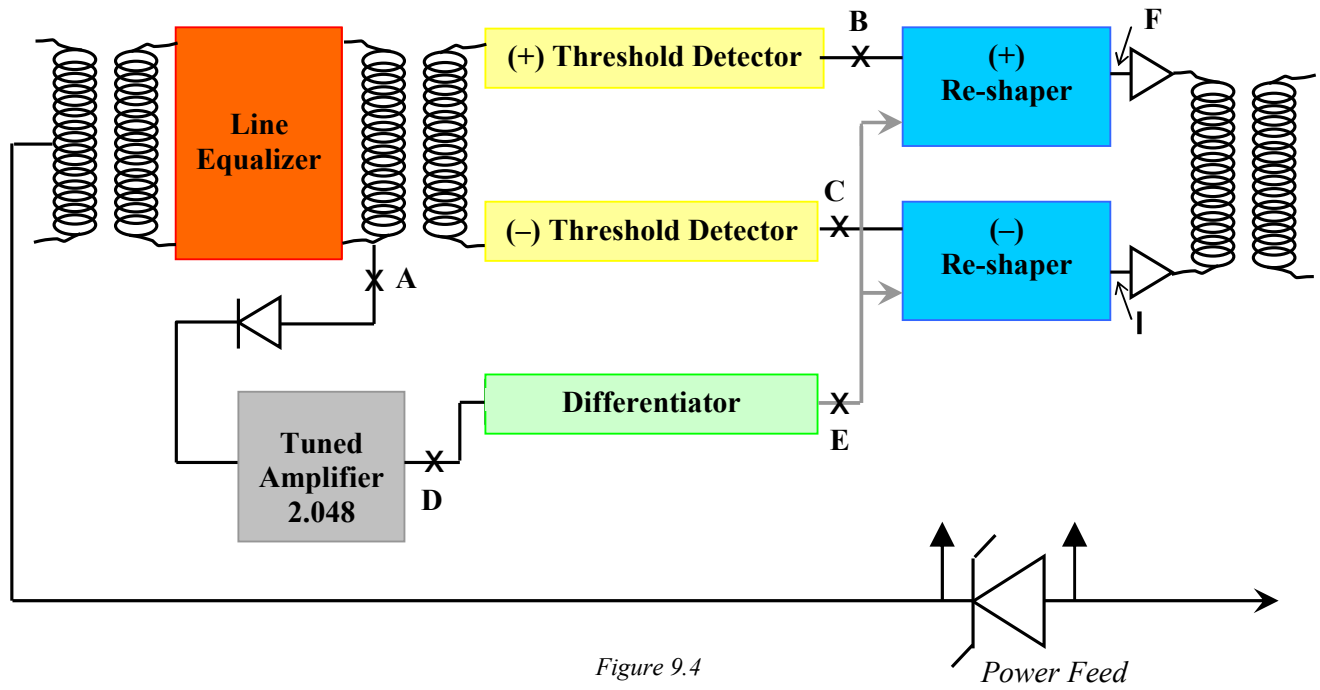 B
F
(+) Threshold Detector
(+)
Re-shaper
Line
Equalizer
C
(–) Threshold Detector
(–)
Re-shaper
A
I
Differentiator
E
Tuned
Amplifier
2.048
D
Figure 9.4
Power Feed